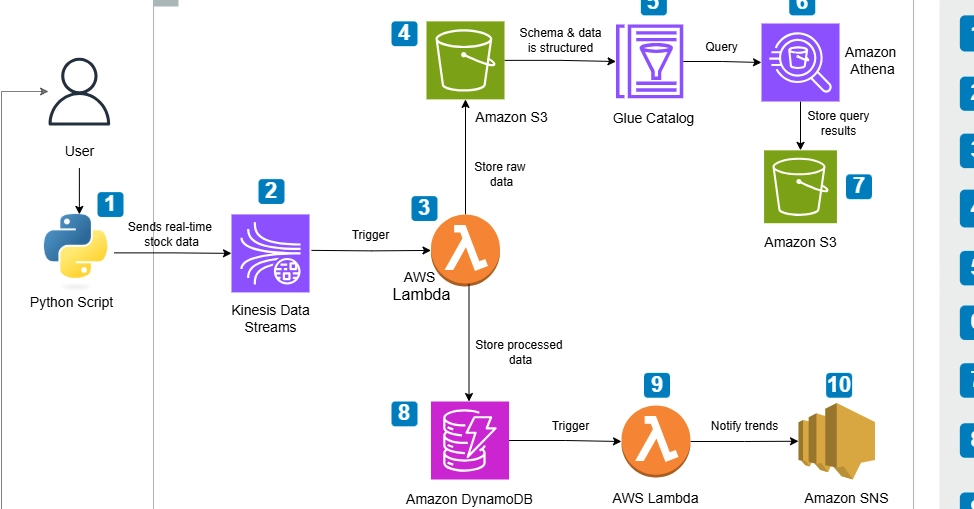 5
6
4
Schema & data
is structured
Query
Amazon
Athena
Amazon S3
Glue Catalog
Store query
results
User
Store raw
data
7
1
2
3
Amazon S3
Sends real-time
stock data
Trigger
AWS
Lambda
Python Script
Kinesis Data
Streams
Store processed
data
8
9
10
Trigger
Notify trends
Amazon DynamoDB
AWS Lambda
Amazon SNS